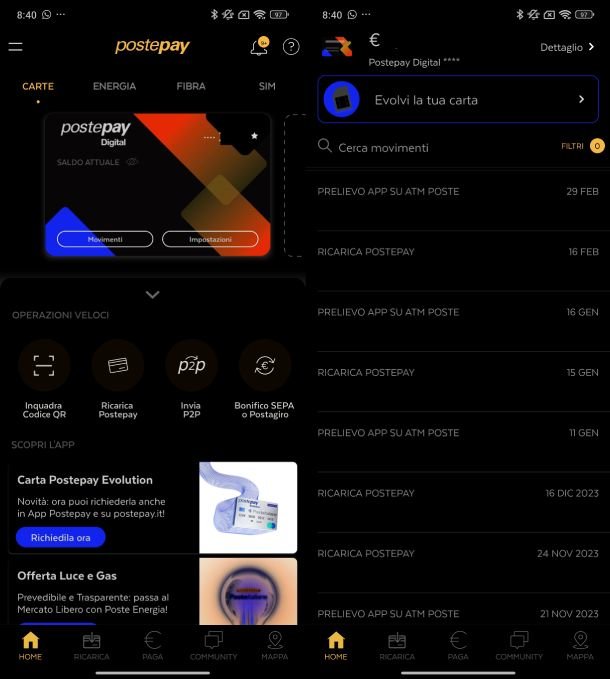 8:40
97
postepay
9+
?
CARTE
ENERGIA
FIBRA
SIM
postepay
Digital
SALDO ATTUALE
Movimenti
Impostazioni
OPERAZIONI VELOCI
p2p
Inquadra
Codice QR
Ricarica
Postepay
Invia
P2P
Bonifico SEPA
o Postagiro
SCOPRI L'APP
Carta Postepay Evolution
Novità: ora puoi richiederla anche
in App Postepay e su postepay.it!
Richiedila ora
postepay
Offerta Luce e Gas
Prevedibile e Trasparente: passa al
Mercato Libero con Poste Energia!
HOME
RICARICA
PAGA
COMMUNITY
MAPPA
8:40
97
€
Dettaglio
Postepay Digital ****
Evolvi la tua carta
Cerca movimenti
FILTRI 0
PRELIEVO APP SU ATM POSTE 29 FEB
RICARICA POSTEPAY 16 FEB
PRELIEVO APP SU ATM POSTE 16 GEN
RICARICA POSTEPAY 15 GEN
PRELIEVO APP SU ATM POSTE 11 GEN
RICARICA POSTEPAY 16 DIC 2023
RICARICA POSTEPAY 24 NOV 2023
PRELIEVO APP SU ATM POSTE 21 NOV 2023
HOME
RICARICA
PAGA
COMMUNITY
MAPPA